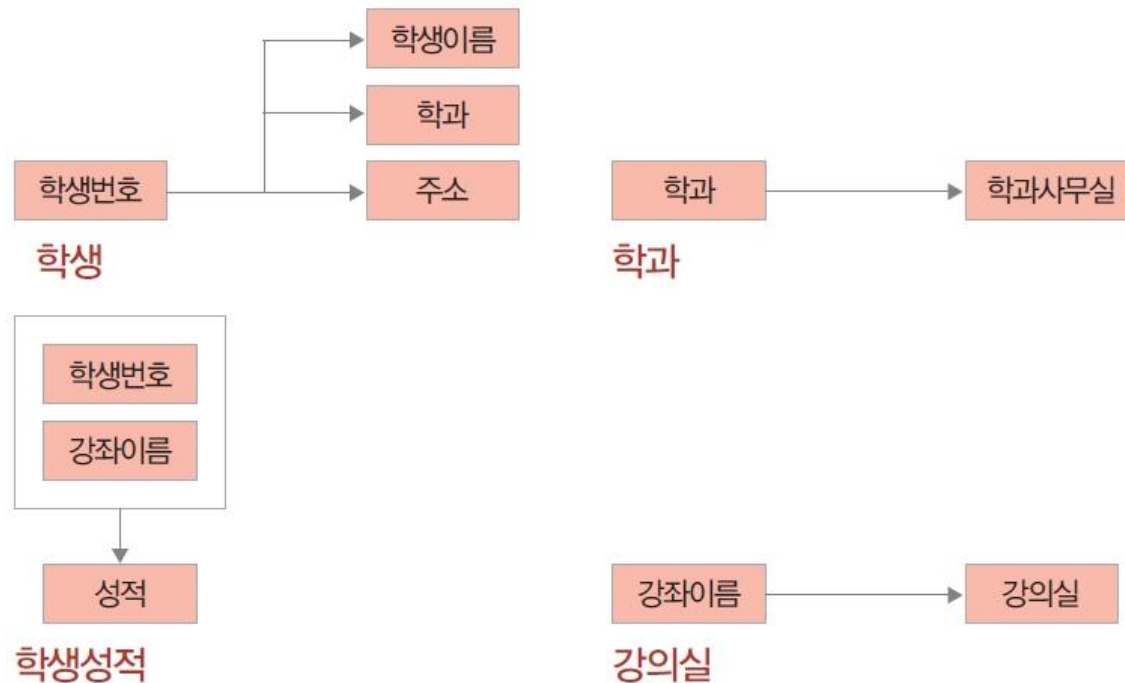 학생이름
학과
학생번호
주소
학생
학과
학과사무실
학과
학생번호
강좌이름
성적
학생성적
강좌이름
강의실
강의실